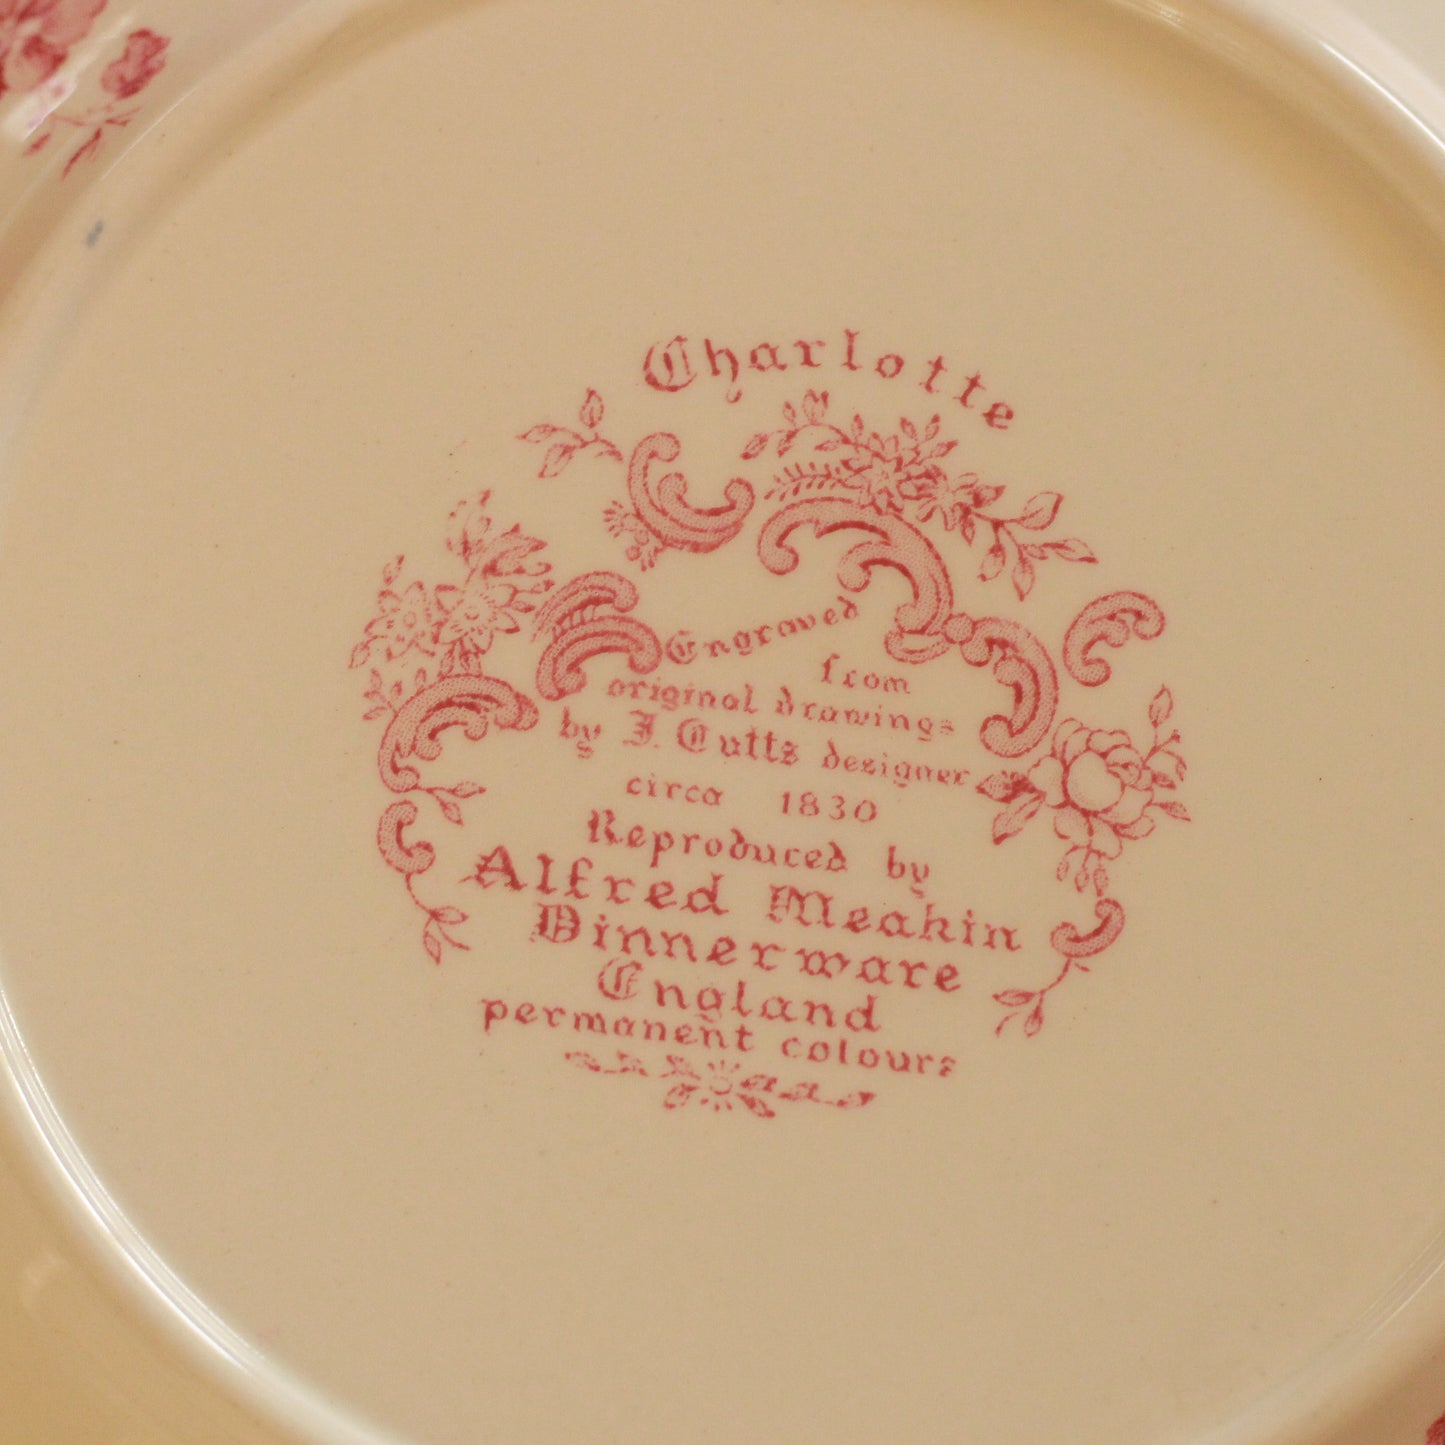 Charlotte
Engraved
from
original drawings
by J. Cutts designer
circa 1830
Reproduced by
Alfred Meakin
Dinnerware
England
permanent colours